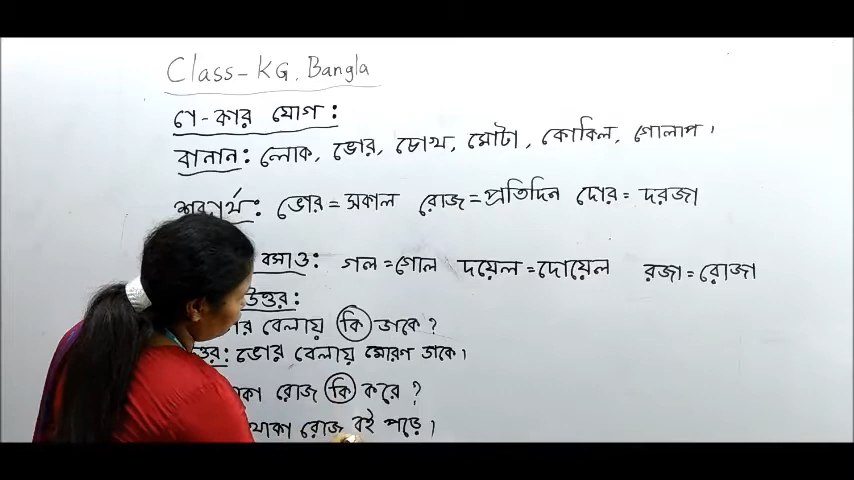 Class-KG. Bangla
ো-কার যোগ:
বানান: লোক, ভোর, চোখ, মোটা, কোকিল, গোলাপ।
শব্দার্থ: ভোর = সকাল রোজ = প্রতিদিন দোর = দরজা
বসাও: গল = গোল দয়েল = দোয়েল রজা = রোজা
উত্তর:
বেলায় কি ডাকে?
ভোর বেলায় মোরগ ডাকে।
রোজ কি করে?
খোকা রোজ বই পড়ে।